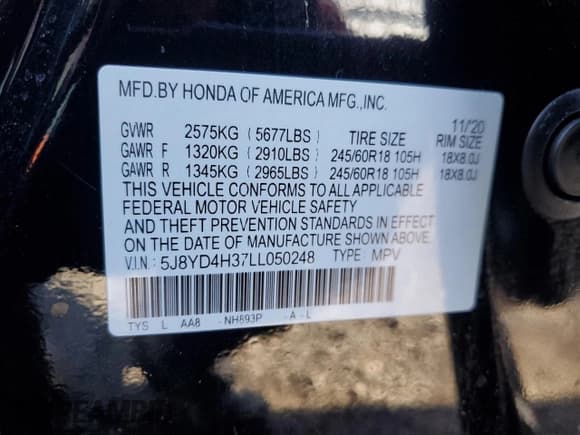 MFD.BY HONDA OF AMERICA MFG.,INC.
11/'20
GVWR 2575KG (5677LBS) TIRE SIZE RIM SIZE
GAWR F 1320KG (2910LBS) 245/60R18 105H 18X8.0J
GAWR R 1345KG (2965LBS) 245/60R18 105H 18X8.0J
THIS VEHICLE CONFORMS TO ALL APPLICABLE
FEDERAL MOTOR VEHICLE SAFETY
AND THEFT PREVENTION STANDARDS IN EFFECT
ON THE DATE OF MANUFACTURE SHOWN ABOVE.
V.I.N.: 5J8YD4H37LL050248 TYPE: MPV
TYS L AA8 -NH893P -A-L